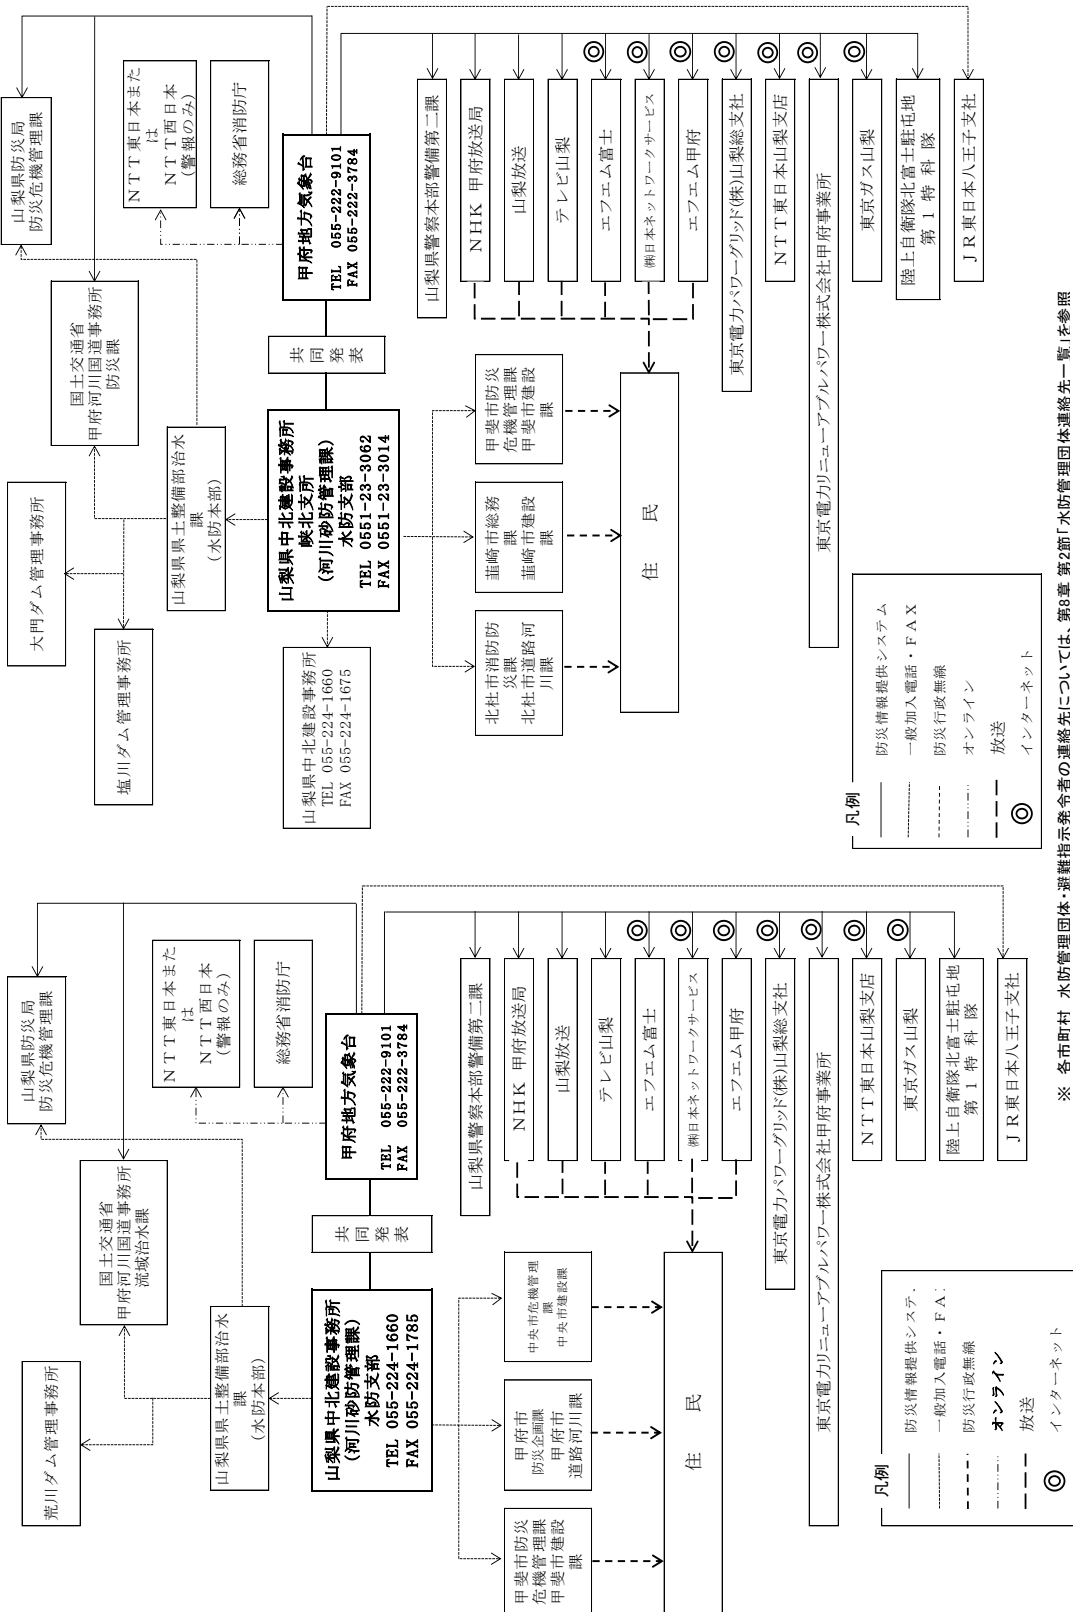 山梨県防災局
防災危機管理課
国土交通省
甲府河川国道事務所
流域治水課
荒川ダム管理事務所
山梨県県土整備部治水
課
(水防本部)
NTT東日本また
は
NTT西日本
(警報のみ)
総務省消防庁
甲府地方気象台
TEL 055-222-9101
FAX 055-222-3784
共同
発表
山梨県中北建設事務所
(河川砂防管理課)
水防支部
TEL 055-224-1660
FAX 055-224-1785
山梨県警察本部警備第二課
NHK 甲府放送局
山梨放送
テレビ山梨
エフエム富士
㈱日本ネットワークサービス
エフエム甲府
東京電力パワーグリッド(株)山梨総支社
東京電力リニューアブルパワー株式会社甲府事業所
NTT東日本山梨支店
東京ガス山梨
陸上自衛隊北富士駐屯地
第1特科隊
JR東日本八王子支社
甲斐市防災
危機管理課
甲斐市建設
課
甲府市
防災企画課
甲府市
道路河川課
中央市危機管理
課
中央市建設課
住 民
凡例
防災情報提供システ
一般加入電話・FA
防災行政無線
オンライン
放送
インターネット
山梨県防災局
防災危機管理課
国土交通省
甲府河川国道事務所
防災課
大門ダム管理事務所
塩川ダム管理事務所
山梨県県土整備部治水
課
(水防本部)
NTT東日本また
は
NTT西日本
(警報のみ)
総務省消防庁
甲府地方気象台
TEL 055-222-9101
FAX 055-222-3784
共同
発表
山梨県中北建設事務所
峡北支所
(河川砂防管理課)
水防支部
TEL 0551-23-3062
FAX 0551-23-3014
山梨県中北建設事務所
TEL 055-224-1660
FAX 055-224-1675
山梨県警察本部警備第二課
NHK 甲府放送局
山梨放送
テレビ山梨
エフエム富士
㈱日本ネットワークサービス
エフエム甲府
東京電力パワーグリッド(株)山梨総支社
NTT東日本山梨支店
東京電力リニューアブルパワー株式会社甲府事業所
東京ガス山梨
陸上自衛隊北富士駐屯地
第1特科隊
JR東日本八王子支社
北杜市消防防
災課
北杜市道路河
川課
韮崎市総務
課
韮崎市建設
課
甲斐市防災
危機管理課
甲斐市建設
課
住 民
凡例
防災情報提供システム
一般加入電話・FAX
防災行政無線
オンライン
放送
インターネット
※ 各市町村 水防管理団体・避難指示発令者の連絡先については、第8章 第2節「水防管理団体連絡先一覧」を参照